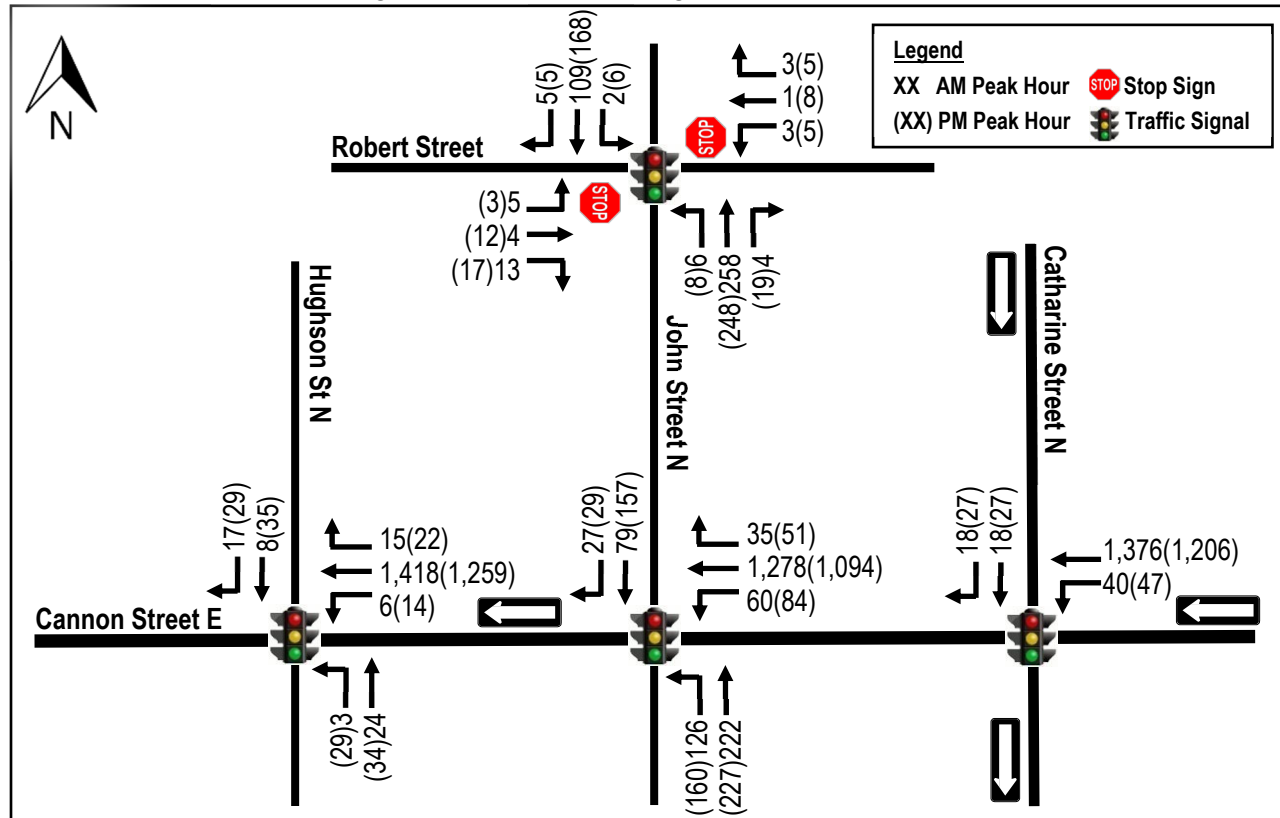 Legend
XX AM Peak Hour
STOP Stop Sign
(XX) PM Peak Hour
Traffic Signal
N
5(5)
109(168)
2(6)
3(5)
1(8)
3(5)
STOP
Robert Street
STOP
(3)5
(12)4
(17)13
(8)6
(248)258
(19)4
Hughson St N
John Street N
Catharine Street N
17(29)
8(35)
15(22)
1,418(1,259)
6(14)
27(29)
79(157)
35(51)
1,278(1,094)
60(84)
18(27)
18(27)
1,376(1,206)
40(47)
Cannon Street E
(29)3
(34)24
(160)126
(227)222